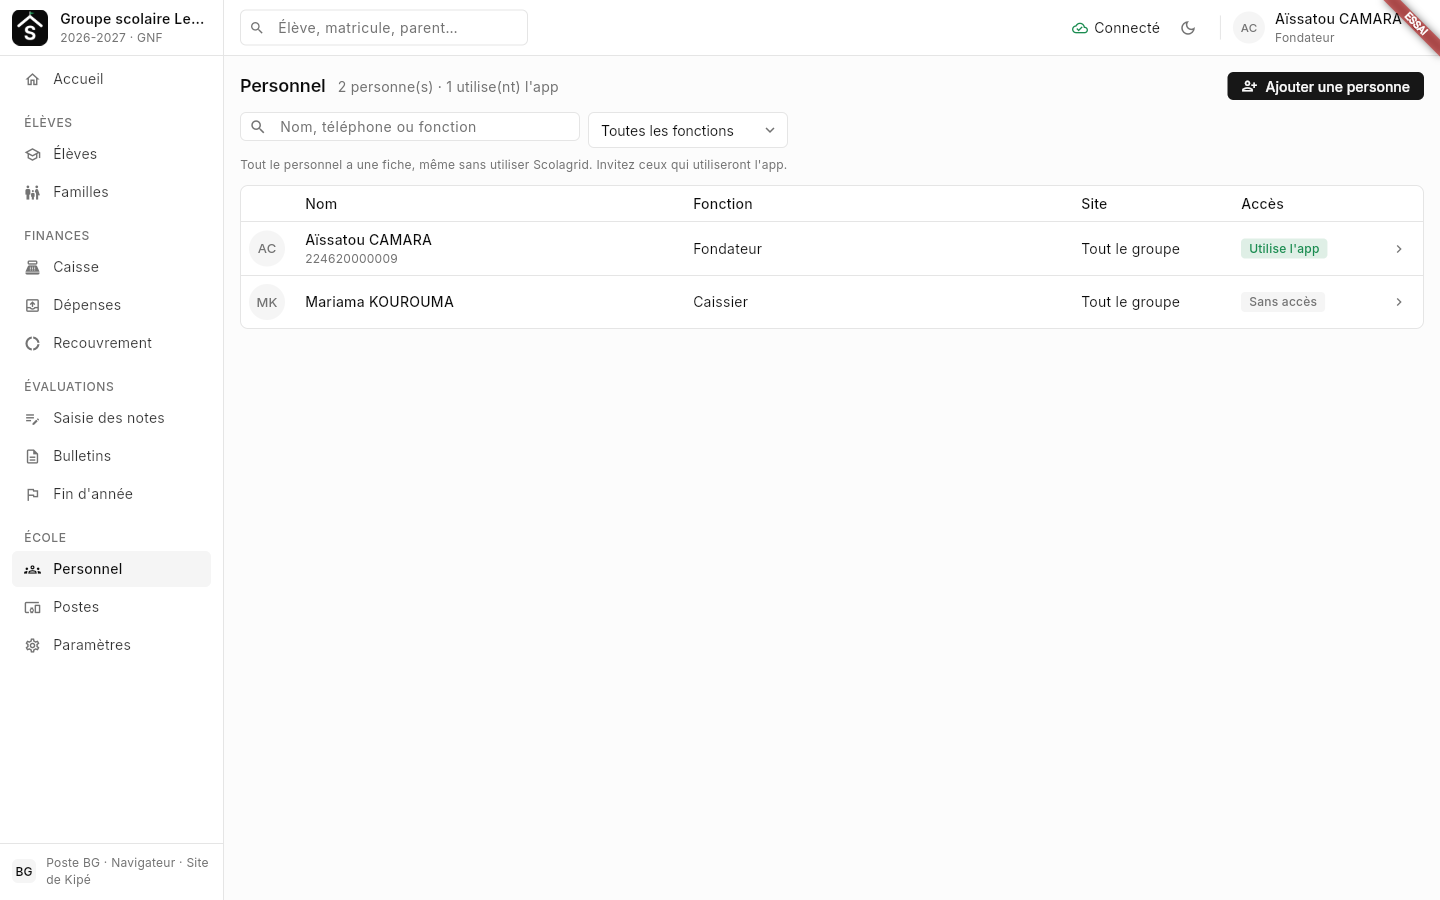 Groupe scolaire Le...
2026-2027 · GNF
Élève, matricule, parent...
Connecté
AC
Aïssatou CAMARA
Fondateur
ESSAI
Accueil
ÉLÈVES
Élèves
Familles
FINANCES
Caisse
Dépenses
Recouvrement
ÉVALUATIONS
Saisie des notes
Bulletins
Fin d'année
ÉCOLE
Personnel
Postes
Paramètres
BG
Poste BG · Navigateur · Site
de Kipé
Personnel 2 personne(s) · 1 utilise(nt) l'app
Ajouter une personne
Nom, téléphone ou fonction
Toutes les fonctions
Tout le personnel a une fiche, même sans utiliser Scolagrid. Invitez ceux qui utiliseront l'app.
Nom Fonction Site Accès
AC Aïssatou CAMARA Fondateur Tout le groupe Utilise l'app
224620000009
MK Mariama KOUROUMA Caissier Tout le groupe Sans accès